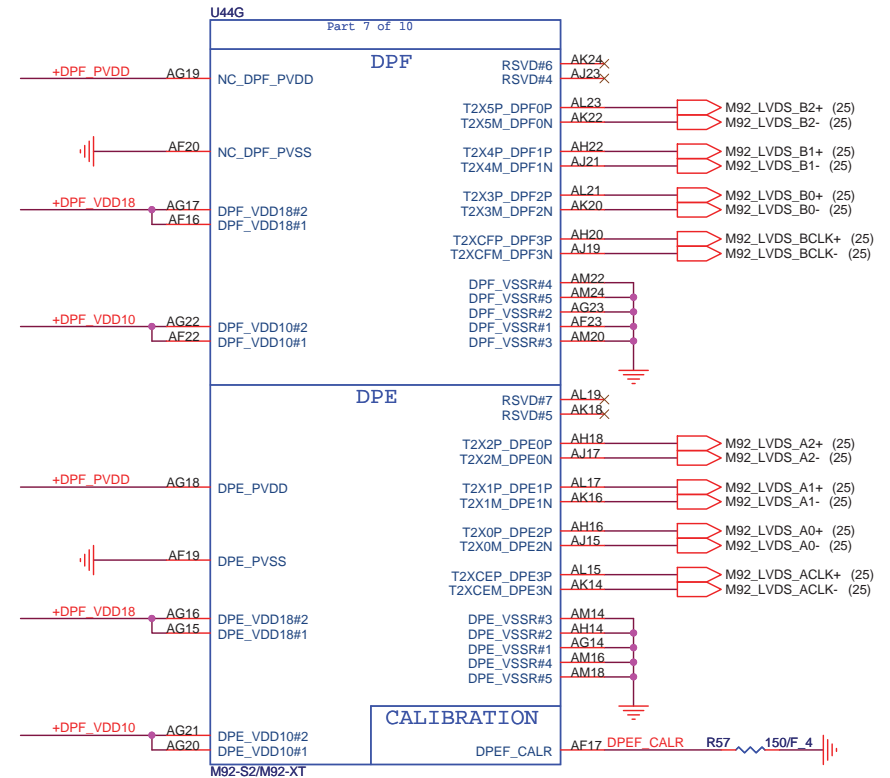 U44G
Part 7 of 10
DPF
+DPF_PVDD AG19 NC_DPF_PVDD
AF20 NC_DPF_PVSS
+DPF_VDD18 AG17 DPF_VDD18#2
AF16 DPF_VDD18#1
+DPF_VDD10 AG22 DPF_VDD10#2
AF22 DPF_VDD10#1
RSVD#6 AK24
RSVD#4 AJ23
T2X5P_DPF0P AL23 M92_LVDS_B2+ (25)
T2X5M_DPF0N AK22 M92_LVDS_B2- (25)
T2X4P_DPF1P AH22 M92_LVDS_B1+ (25)
T2X4M_DPF1N AJ21 M92_LVDS_B1- (25)
T2X3P_DPF2P AL21 M92_LVDS_B0+ (25)
T2X3M_DPF2N AK20 M92_LVDS_B0- (25)
T2XCFP_DPF3P AH20 M92_LVDS_BCLK+ (25)
T2XCFM_DPF3N AJ19 M92_LVDS_BCLK- (25)
DPF_VSSR#4 AM22
DPF_VSSR#5 AM24
DPF_VSSR#2 AG23
DPF_VSSR#1 AF23
DPF_VSSR#3 AM20
DPE
+DPF_PVDD AG18 DPE_PVDD
AF19 DPE_PVSS
+DPF_VDD18 AG16 DPE_VDD18#2
AG15 DPE_VDD18#1
+DPF_VDD10 AG21 DPE_VDD10#2
AG20 DPE_VDD10#1
RSVD#7 AL19
RSVD#5 AK18
T2X2P_DPE0P AH18 M92_LVDS_A2+ (25)
T2X2M_DPE0N AJ17 M92_LVDS_A2- (25)
T2X1P_DPE1P AL17 M92_LVDS_A1+ (25)
T2X1M_DPE1N AK16 M92_LVDS_A1- (25)
T2X0P_DPE2P AH16 M92_LVDS_A0+ (25)
T2X0M_DPE2N AJ15 M92_LVDS_A0- (25)
T2XCEP_DPE3P AL15 M92_LVDS_ACLK+ (25)
T2XCEM_DPE3N AK14 M92_LVDS_ACLK- (25)
DPE_VSSR#3 AM14
DPE_VSSR#2 AH14
DPE_VSSR#1 AG14
DPE_VSSR#4 AM16
DPE_VSSR#5 AM18
CALIBRATION
DPEF_CALR AF17 DPEF_CALR R57 150/F_4
M92-S2/M92-XT